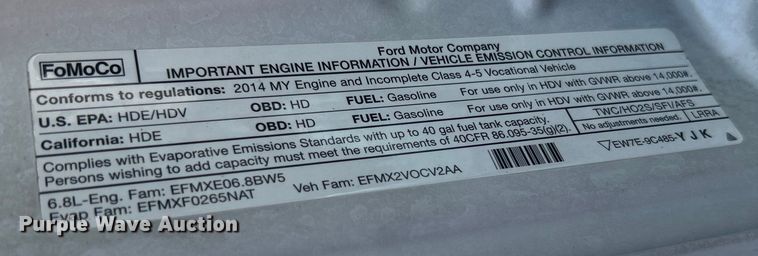 FoMoCo
Ford Motor Company
IMPORTANT ENGINE INFORMATION / VEHICLE EMISSION CONTROL INFORMATION
Conforms to regulations: 2014 MY Engine and Incomplete Class 4-5 Vocational Vehicle
U.S. EPA: HDE/HDV OBD: HD FUEL: Gasoline For use only in HDV with GVWR above 14,000#.
California: HDE OBD: HD FUEL: Gasoline For use only in HDV with GVWR above 14,000#.
Complies with Evaporative Emissions Standards with up to 40 gal fuel tank capacity.
Persons wishing to add capacity must meet the requirements of 40CFR 86.095-35(g)(2).
TWC/HO2S/SFI/AFS
No adjustments needed. LRRA
6.8L-Eng. Fam: EFMXE06.8BW5 Veh Fam: EFMX2VOCV2AA
Evap Fam: EFMXF0265NAT
EW7E-9C485-Y J K
Purple Wave Auction